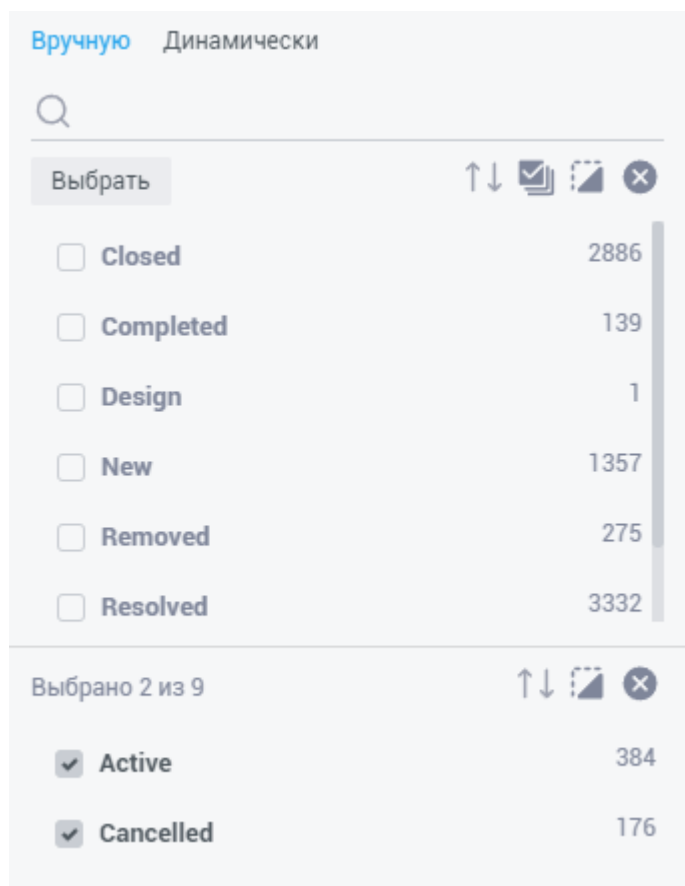 Вручную Динамически
Выбрать
Closed 2886
Completed 139
Design 1
New 1357
Removed 275
Resolved 3332
Выбрано 2 из 9
Active 384
Cancelled 176